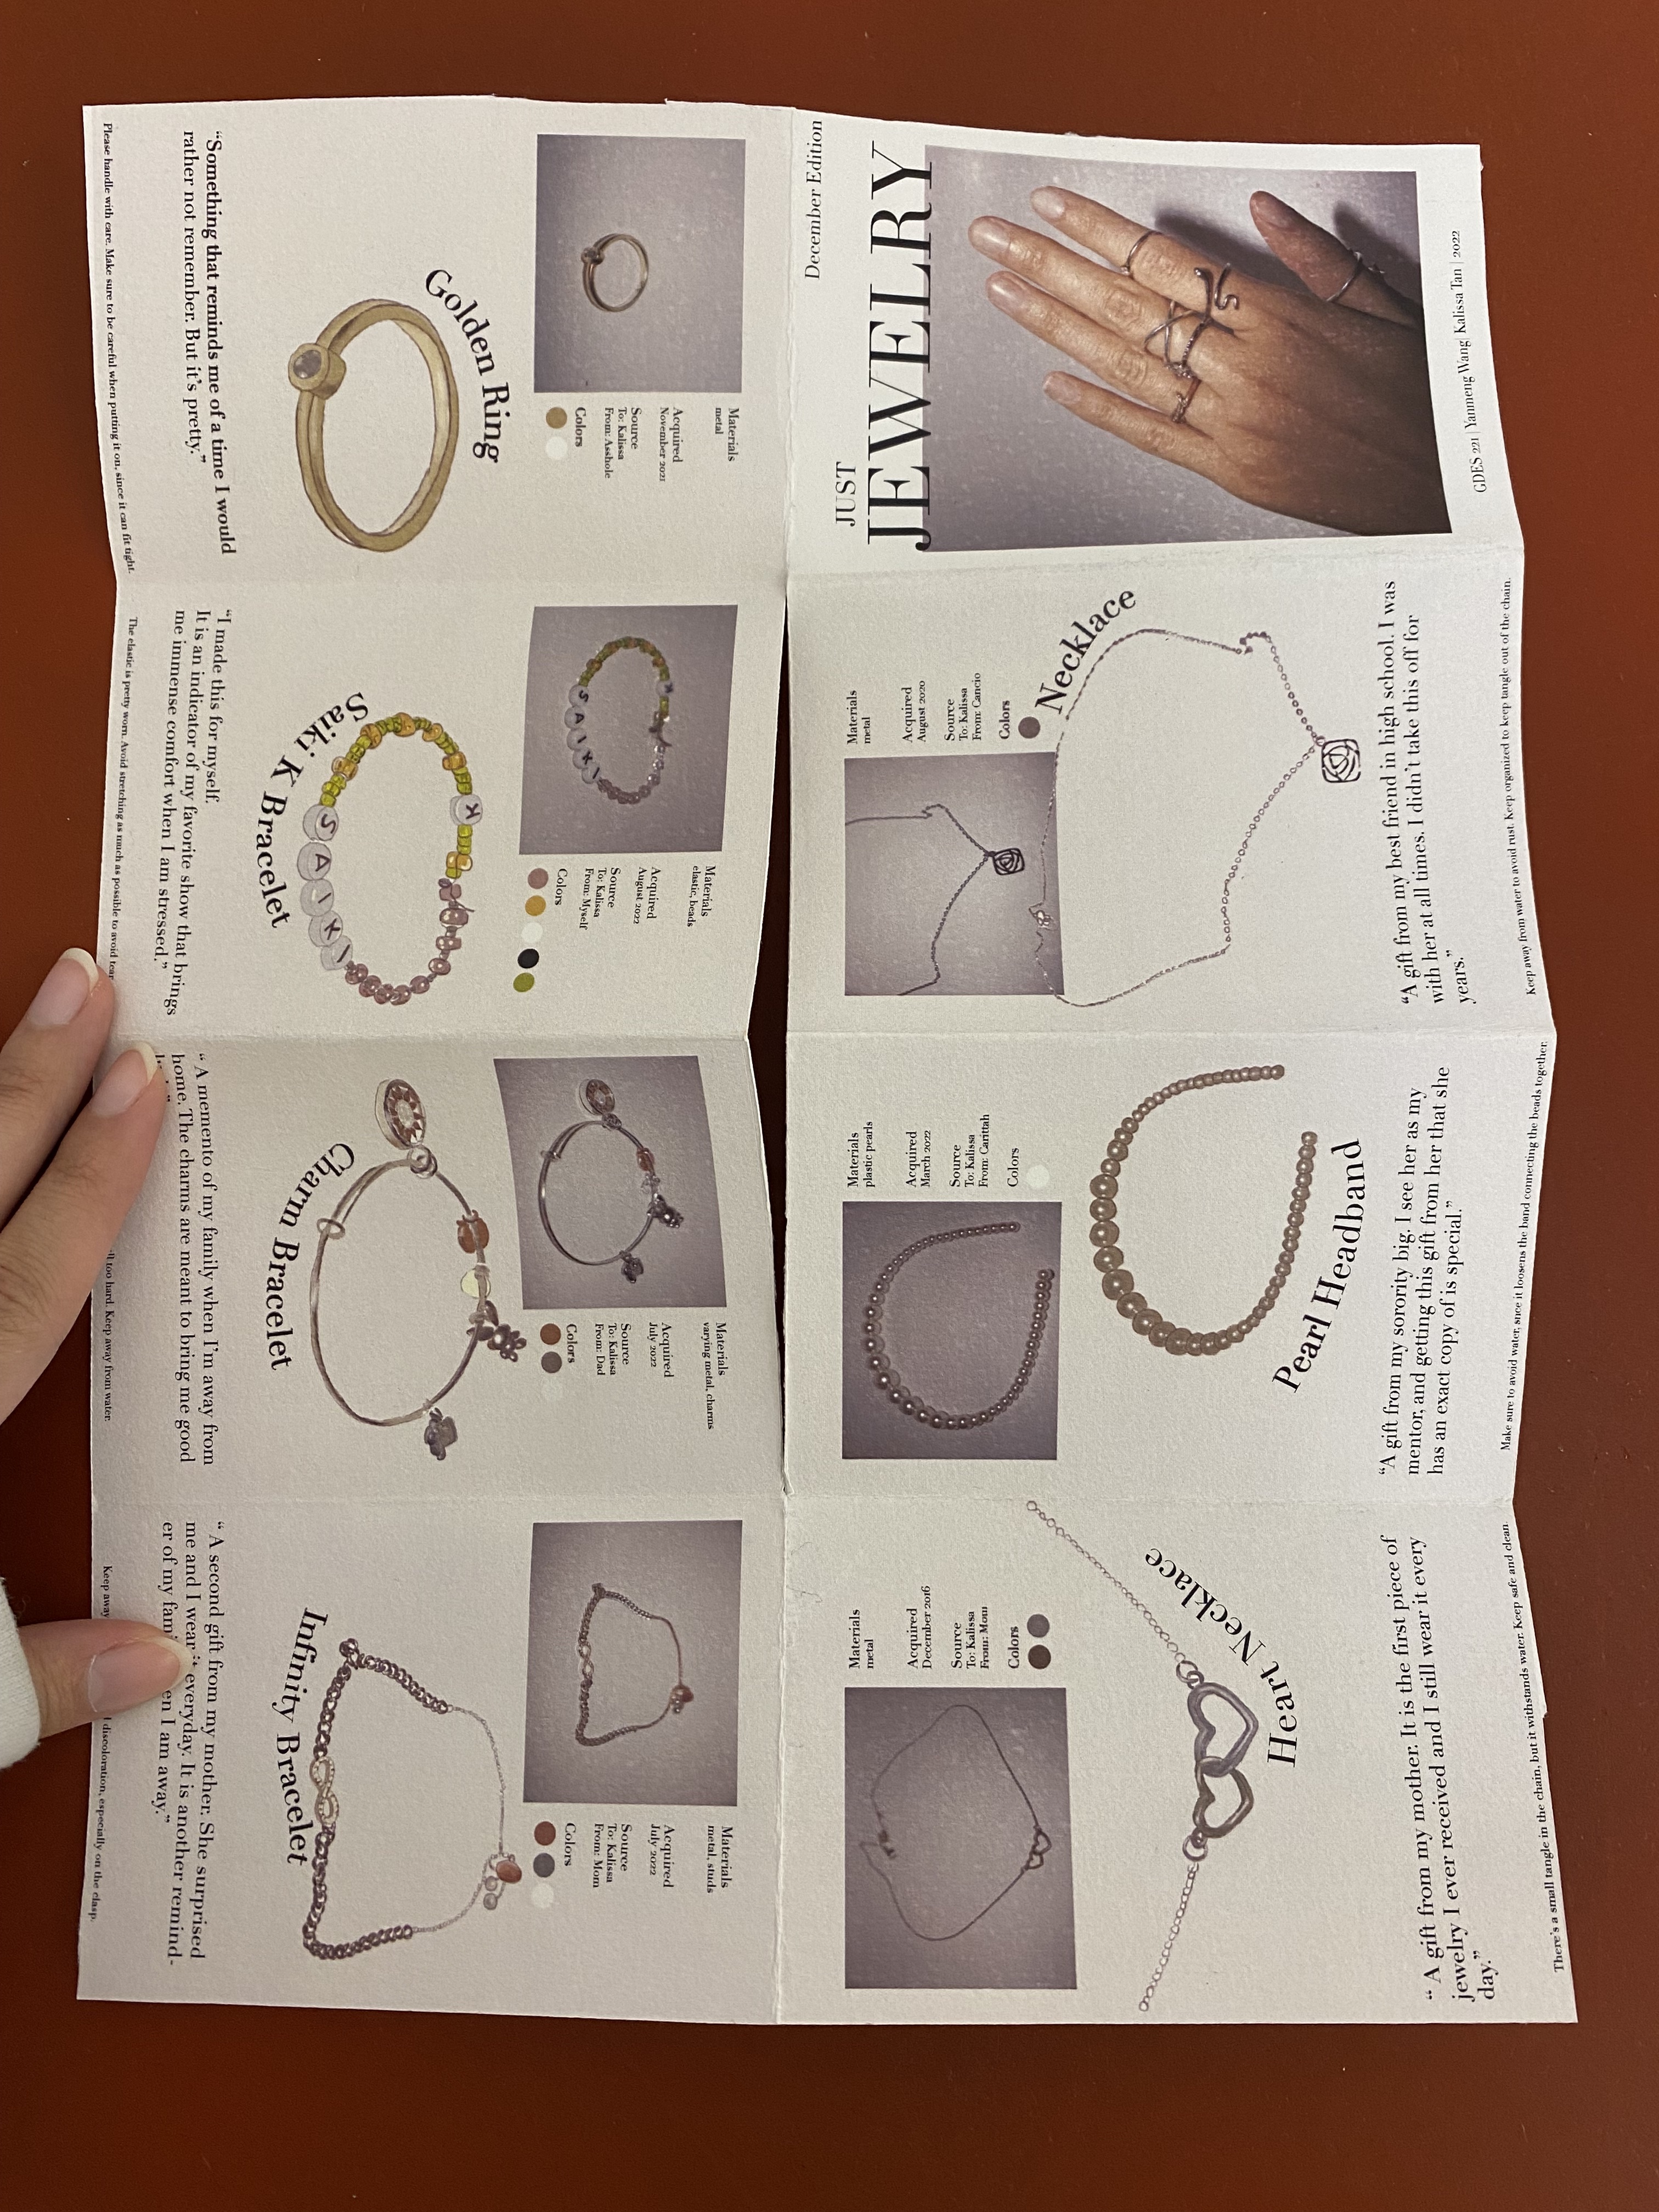 December Edition
JUST
JEWELRY
GDES 221 | Yanmeng Wang | Kalissa Tan | 2022
Materials
metal
Acquired
August 2020
Source
To: Kalissa
From: Cancio
Colors
Necklace
“A gift from my best friend in high school. I was
with her at all times. I didn’t take this off for
years.”
Keep away from water to avoid rust. Keep organized to keep tangle out of the chain.
Materials
plastic pearls
Acquired
March 2022
Source
To: Kalissa
From: Carittah
Colors
Pearl Headband
“A gift from my sorority big. I see her as my
mentor, and getting this gift from her that she
has an exact copy of is special.”
Make sure to avoid water, since it loosens the band connecting the beads together.
Materials
metal
Acquired
December 2016
Source
To: Kalissa
From: Mom
Colors
Heart Necklace
“ A gift from my mother. It is the first piece of
jewelry I ever received and I still wear it every
day.”
There’s a small tangle in the chain, but it withstands water. Keep safe and clean
Materials
metal, studs
Acquired
July 2022
Source
To: Kalissa
From: Mom
Colors
Infinity Bracelet
“ A second gift from my mother. She surprised
me and I wear it everyday. It is another remind-
er of my en I am away.”
Keep away discoloration, especially on the clasp.
Materials
varying metal, charms
Acquired
July 2022
Source
To: Kalissa
From: Dad
Colors
Charm Bracelet
“ A memento of my family when I’m away from
home. The charms are meant to bring me good
too hard. Keep away from water.
Materials
elastic, beads
Acquired
August 2022
Source
To: Kalissa
From: Myself
Colors
SAIKI
K
Saiki K Bracelet
SAIKI
K
“I made this for myself.
It is an indicator of my favorite show that brings
me immense comfort when I am stressed.”
The elastic is pretty worn. Avoid stretching as much as possible to avoid tear
Materials
metal
Acquired
November 2021
Source
To: Kalissa
From: Asshole
Colors
Golden Ring
“Something that reminds me of a time I would
rather not remember. But it’s pretty.”
Please handle with care. Make sure to be careful when putting it on, since it can fit tight.